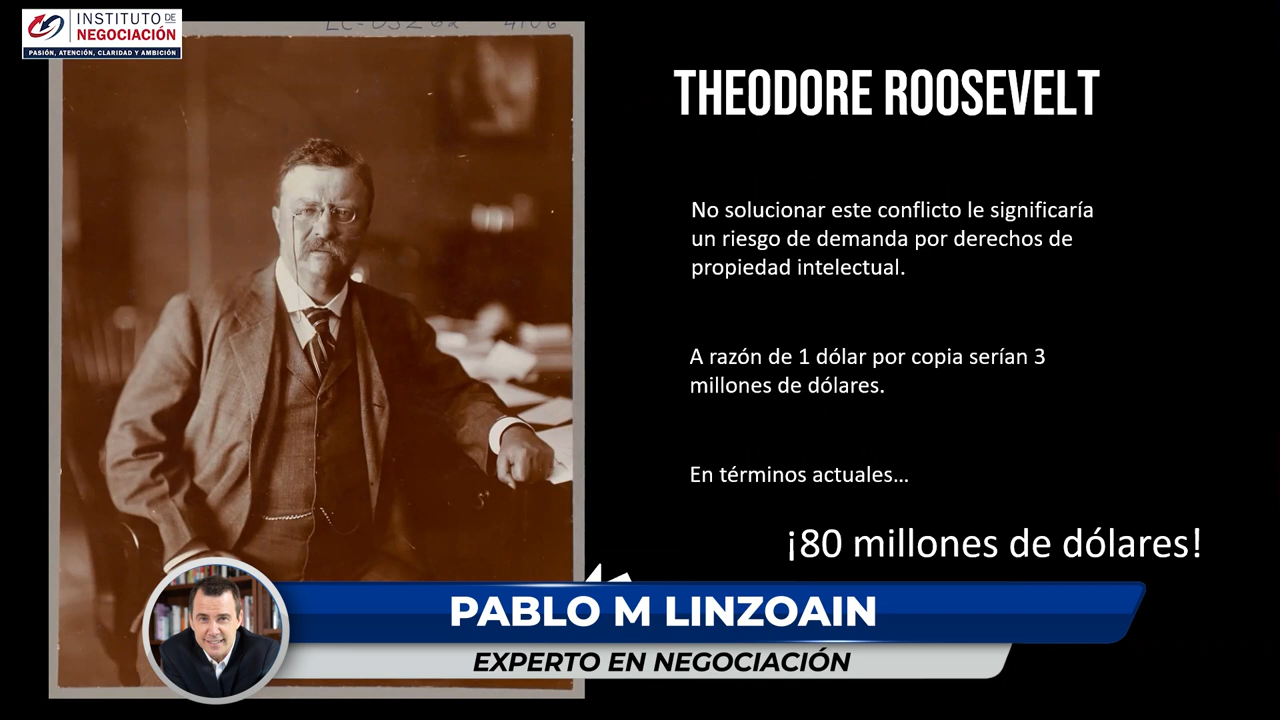 INSTITUTO DE
NEGOCIACIÓN
PASIÓN, ATENCIÓN, CLARIDAD Y AMBICIÓN
THEODORE ROOSEVELT
No solucionar este conflicto le significaría
un riesgo de demanda por derechos de
propiedad intelectual.
A razón de 1 dólar por copia serían 3
millones de dólares.
En términos actuales...
¡80 millones de dólares!
PABLO M LINZOAIN
EXPERTO EN NEGOCIACIÓN